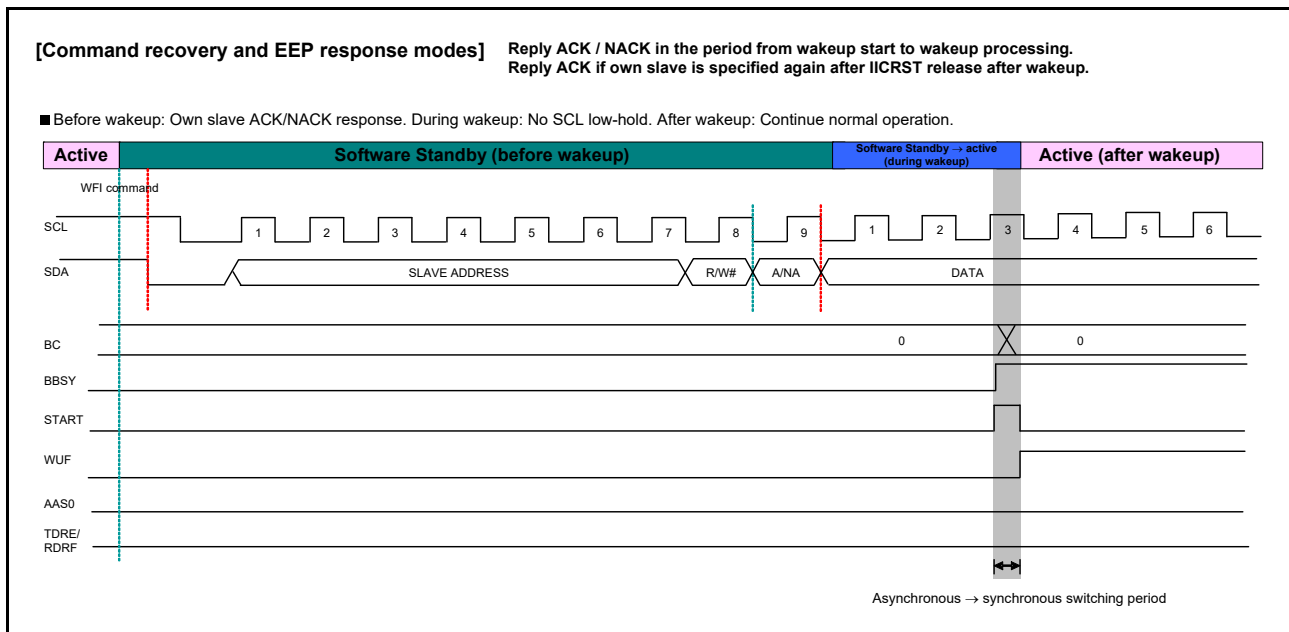 [Command recovery and EEP response modes]
Reply ACK / NACK in the period from wakeup start to wakeup processing.
Reply ACK if own slave is specified again after IICRST release after wakeup.
■ Before wakeup: Own slave ACK/NACK response. During wakeup: No SCL low-hold. After wakeup: Continue normal operation.
Active
Software Standby (before wakeup)
Software Standby → active
(during wakeup)
Active (after wakeup)
WFI command
SCL
1 2 3 4 5 6 7 8 9 1 2 3 4 5 6
SDA
SLAVE ADDRESS R/W# A/NA DATA
BC
0 0
BBSY
START
WUF
AAS0
TDRE/
RDRF
Asynchronous → synchronous switching period